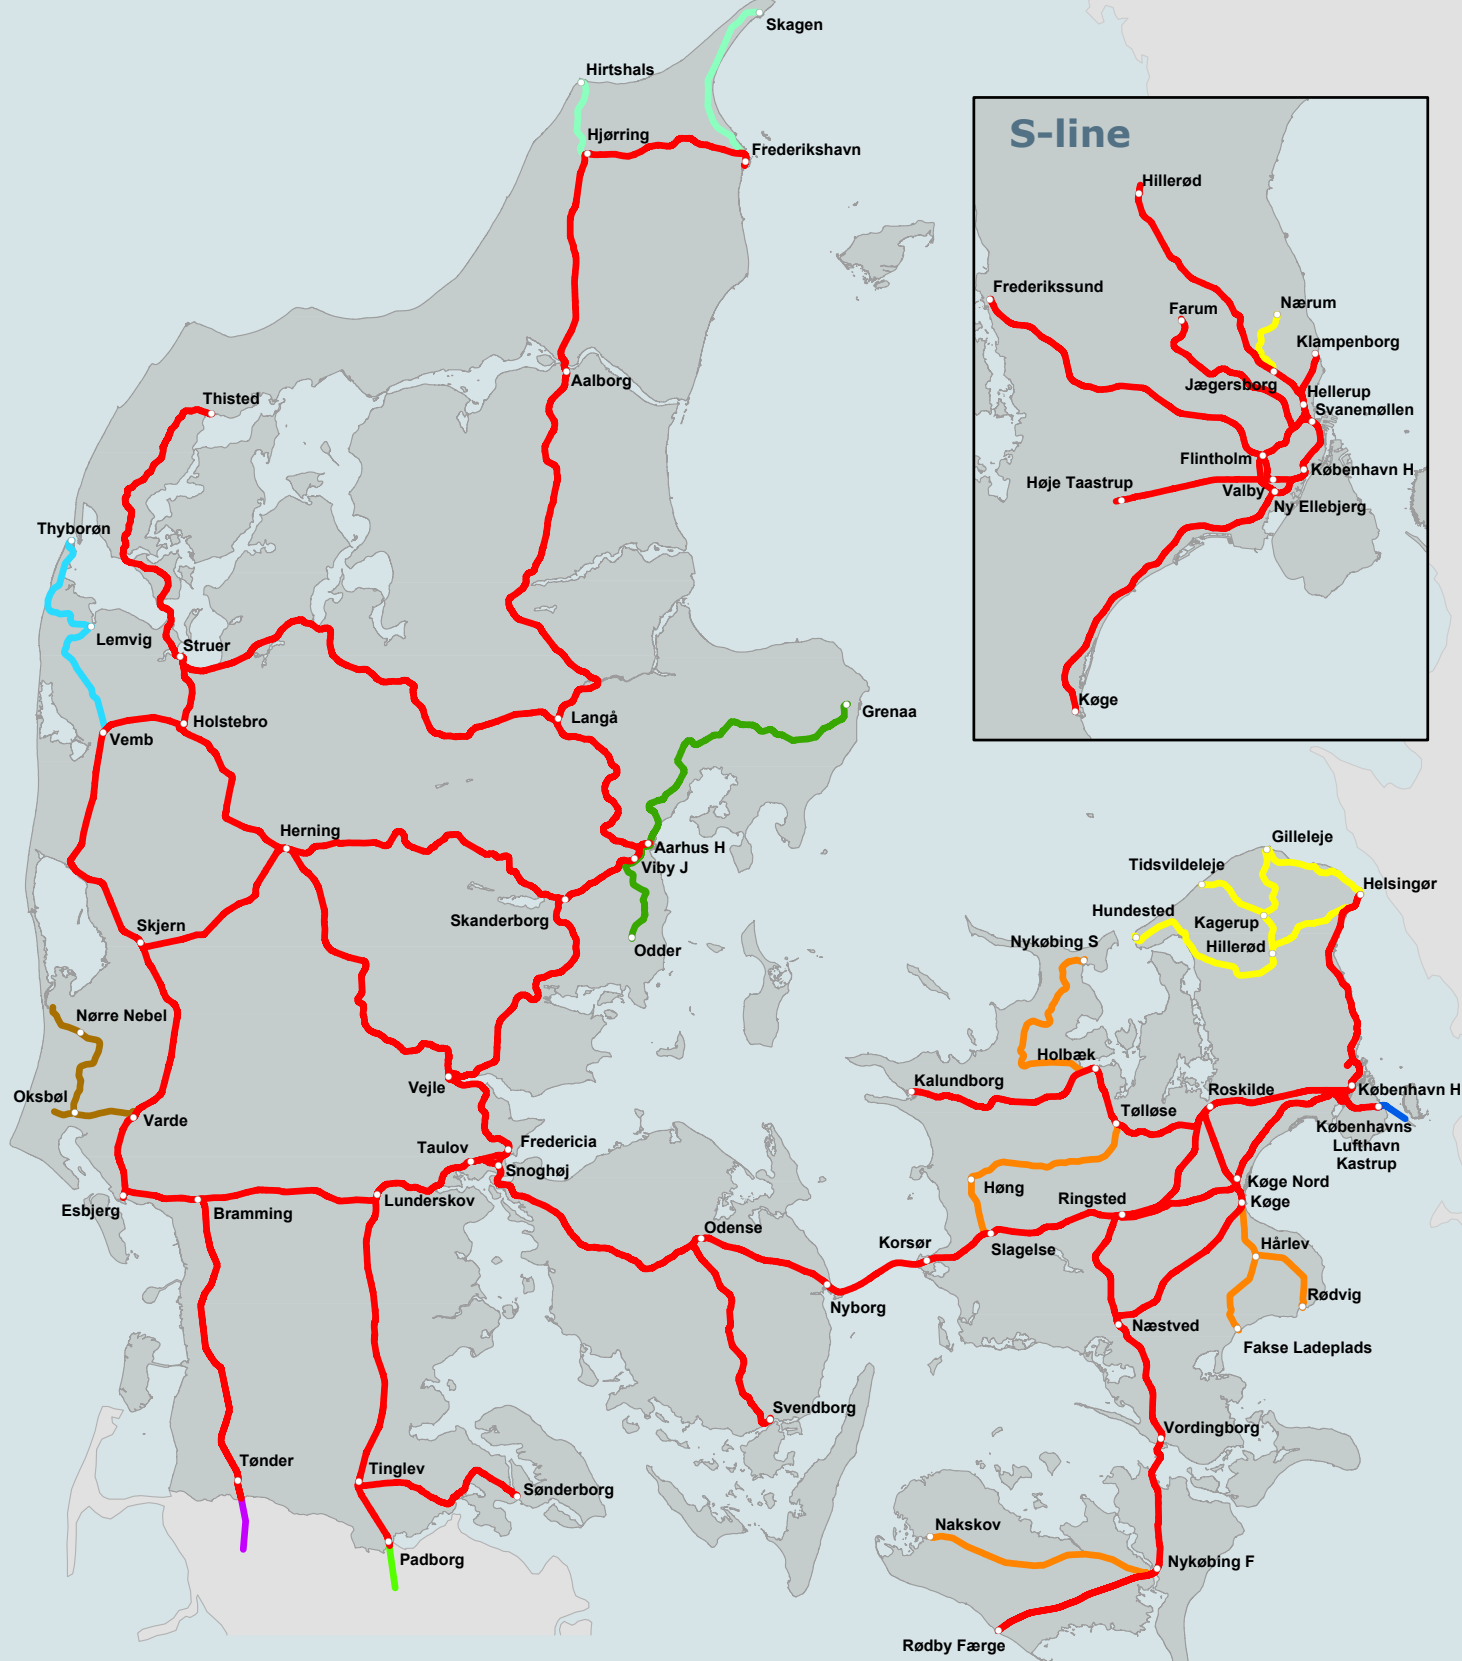 Skagen
Hirtshals
Hjørring
Frederikshavn
S-line
Hillerød
Frederikssund
Farum
Nærum
Klampenborg
Jægersborg
Hellerup
Svanemøllen
Flintholm
København H
Høje Taastrup
Valby
Ny Ellebjerg
Køge
Aalborg
Thisted
Thyborøn
Lemvig
Struer
Holstebro
Vemb
Langå
Grenaa
Herning
Aarhus H
Viby J
Skanderborg
Skjern
Odder
Nørre Nebel
Oksbøl
Varde
Vejle
Fredericia
Taulov
Snoghøj
Esbjerg
Bramming
Lunderskov
Gilleleje
Tidsvildeleje
Helsingør
Hundested
Kagerup
Hillerød
Nykøbing S
Holbæk
Kalundborg
Roskilde
København H
Tølløse
Københavns
Lufthavn
Kastrup
Høng
Ringsted
Køge Nord
Køge
Odense
Korsør
Slagelse
Hårlev
Nyborg
Rødvig
Næstved
Fakse Ladeplads
Svendborg
Vordingborg
Tønder
Tinglev
Sønderborg
Padborg
Nakskov
Nykøbing F
Rødby Færge